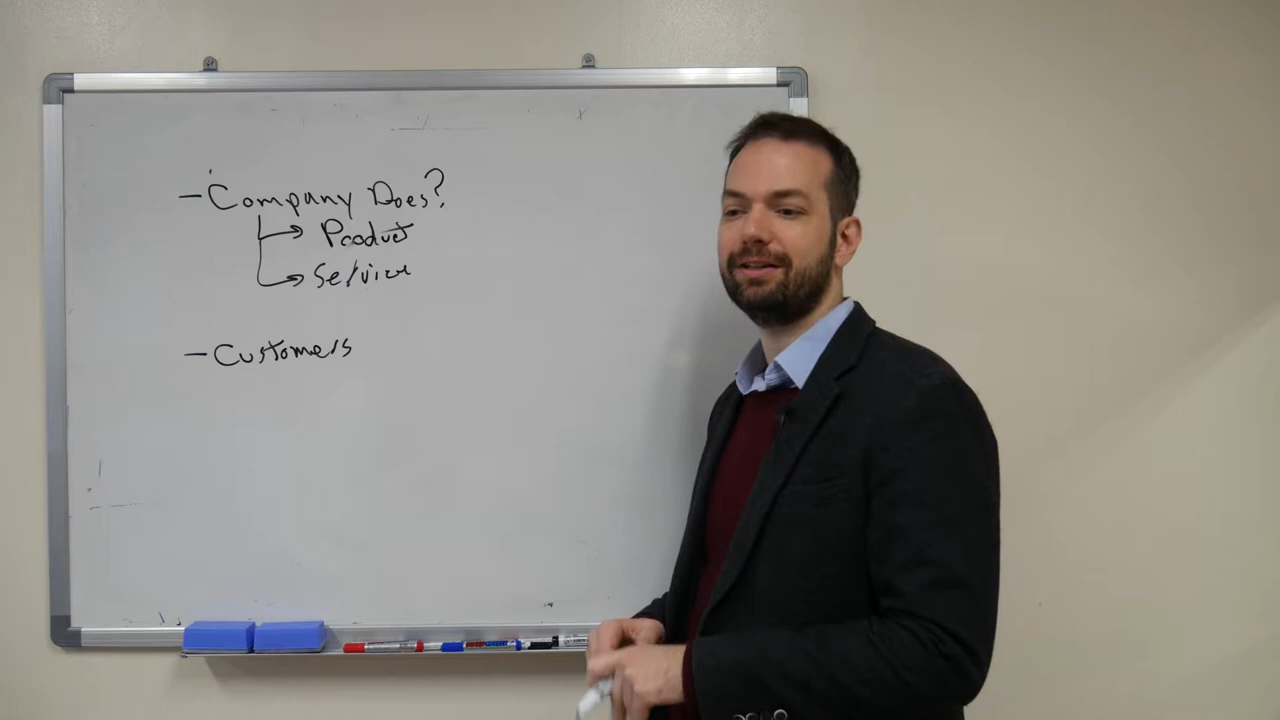 - Company Does?
→ Product
→ Service
- Customers